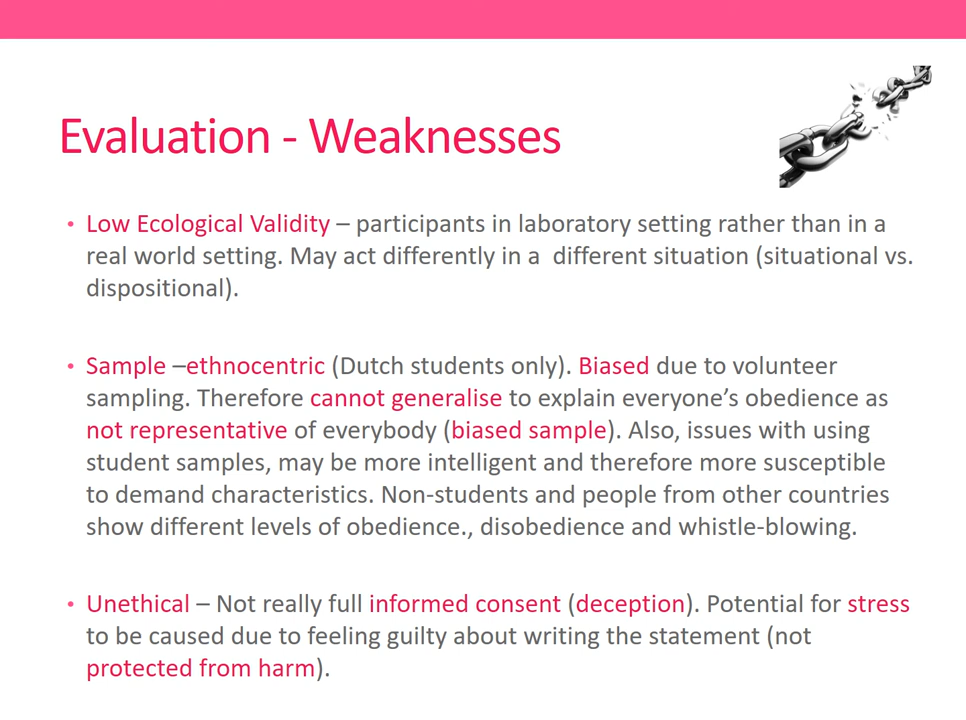 Evaluation - Weaknesses
• Low Ecological Validity – participants in laboratory setting rather than in a
real world setting. May act differently in a  different situation (situational vs.
dispositional).
• Sample –ethnocentric (Dutch students only). Biased due to volunteer
sampling. Therefore cannot generalise to explain everyone’s obedience as
not representative of everybody (biased sample). Also, issues with using
student samples, may be more intelligent and therefore more susceptible
to demand characteristics. Non-students and people from other countries
show different levels of obedience., disobedience and whistle-blowing.
• Unethical – Not really full informed consent (deception). Potential for stress
to be caused due to feeling guilty about writing the statement (not
protected from harm).